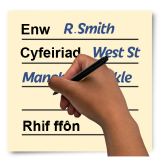 Enw R.Smith
Cyfeiriad West St
Rhif ffôn